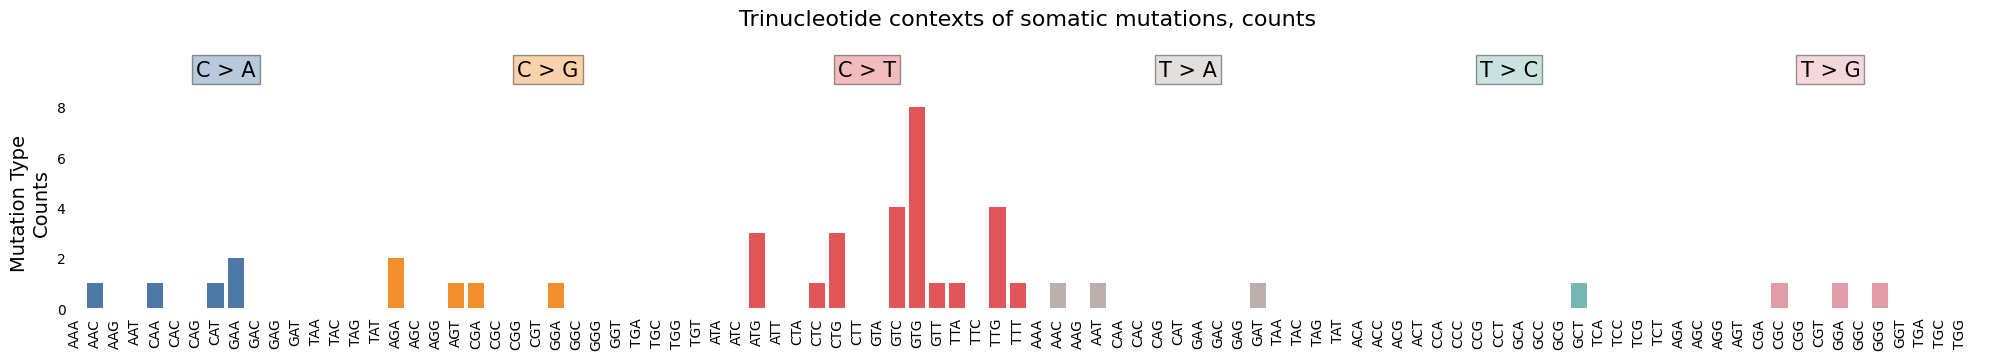 Trinucleotide contexts of somatic mutations, counts
C > A
C > G
C > T
T > A
T > C
T > G
Mutation Type
Counts
8
6
4
2
0
AAA
AAC
AAG
AAT
CAA
CAC
CAG
CAT
GAA
GAC
GAG
GAT
TAA
TAC
TAG
TAT
AGA
AGC
AGG
AGT
CGA
CGC
CGG
CGT
GGA
GGC
GGG
GGT
TGA
TGC
TGG
TGT
ATA
ATC
ATG
ATT
CTA
CTC
CTG
CTT
GTA
GTC
GTG
GTT
TTA
TTC
TTG
TTT
AAA
AAC
AAG
AAT
CAA
CAC
CAG
CAT
GAA
GAC
GAG
GAT
TAA
TAC
TAG
TAT
ACA
ACC
ACG
ACT
CCA
CCC
CCG
CCT
GCA
GCC
GCG
GCT
TCA
TCC
TCG
TCT
AGA
AGC
AGG
AGT
CGA
CGC
CGG
CGT
GGA
GGC
GGG
GGT
TGA
TGC
TGG